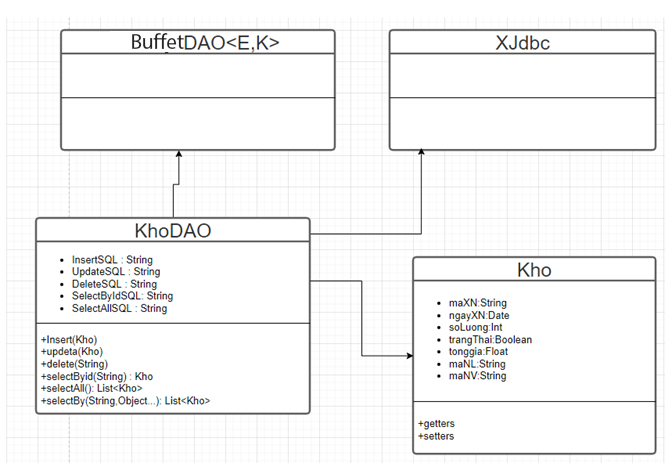 BuffetDAO<E,K>
XJdbc
KhoDAO
InsertSQL : String
UpdateSQL : String
DeleteSQL : String
SelectByIdSQL: String
SelectAllSQL : String
+Insert(Kho)
+updeta(Kho)
+delete(String)
+selectByid(String) : Kho
+selectAll(): List<Kho>
+selectBy(String,Object...): List<Kho>
Kho
maXN:String
ngayXN:Date
soLuong:Int
trangThai:Boolean
tonggia:Float
maNL:String
maNV:String
+getters
+setters